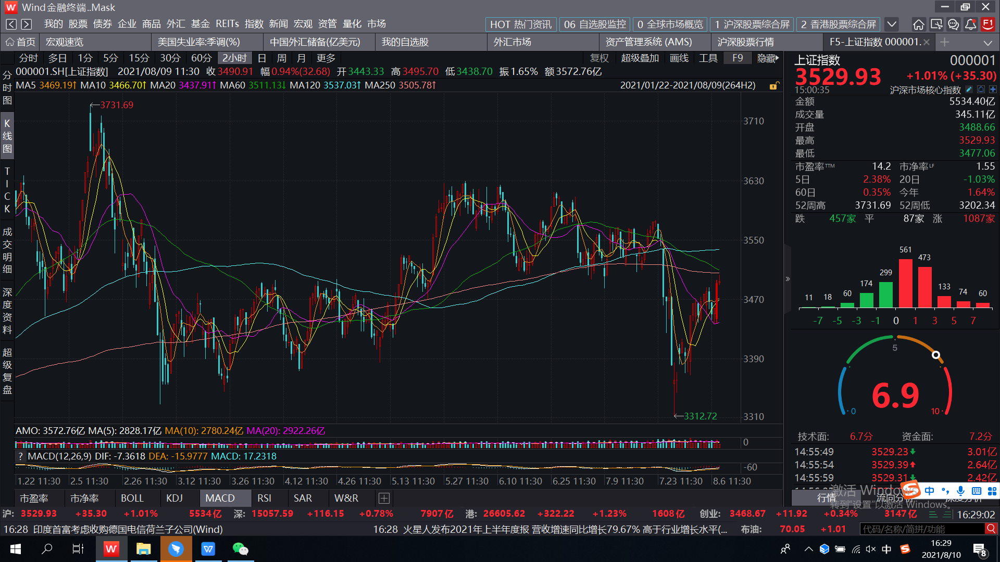 Wind金融终端..Mask
我的 股票 债券 企业 商品 外汇 基金 REITs 指数 新闻 宏观 资管 量化 市场
HOT 热门资讯 06 自选股监控 0 全球市场概览 1 沪深股票综合屏 2 香港股票综合屏 F1
首页 宏观速览 美国失业率:季调(%) 中国外汇储备(亿美元) 我的自选股 外汇市场 资产管理系统 (AMS) 沪深股票行情 F5-上证指数 000001.
分时 多日 1分 5分 15分 30分 60分 2小时 日 周 月 更多 复权 超级叠加 画线 工具 F9 隐藏
000001.SH[上证指数] 2021/08/09 11:30 收3490.91 幅0.94%(32.68) 开3443.33 高3495.70 低3438.70 振1.65% 额3572.76亿
MA5 3469.19↑ MA10 3466.70↑ MA20 3437.91↑ MA60 3511.13↓ MA120 3537.03↑ MA250 3505.78↑
2021/01/22-2021/08/09(264H2)
分时图
K线图
TICK
成交明细
深度资料
超级复盘
3731.69
3312.72
3710
3630
3550
3470
3390
3310
AMO: 3572.76亿 MA(5): 2828.17亿 MA(10): 2780.24亿 MA(20): 2922.26亿
0
? MACD(12,26,9) DIF: -7.3618 DEA: -15.9777 MACD: 17.2318
-60
1.22 11:30 2.5 11:30 2.26 11:30 3.12 11:30 3.26 11:30 4.12 11:30 4.26 11:30 5.13 11:30 5.27 11:30 6.10 11:30 6.25 11:30 7.9 11:30 7.23 11:30 8.6 11:30
市盈率 市净率 BOLL KDJ MACD RSI SAR W&R
上证指数 000001
3529.93 +1.01% (+35.30)
15:00:35 沪深市场核心指数
金额 5534.40亿
成交量 345.11亿
开盘 3488.66
最高 3529.93
最低 3477.06
市盈率TTM 14.2 市净率LF 1.55
5日 2.38% 20日 -1.03%
60日 0.35% 今年 1.64%
52周高 3731.69 52周低 3202.34
跌 457家 平 87家 涨 1087家
11 18 60 174 299 561 473 133 74 60
-7 -5 -3 -1 0 1 3 5 7
5
6.9
0 10
技术面: 6.7分 资金面: 7.2分
14:55:49 3529.23 3.01亿
14:55:54 3529.39 2.64亿
14:55:59 3529.31 2.42亿
行情 流向分析 深度分析
激活 Windows
转到"设置"以激活 Windows。
中
沪: 3529.93 +35.30 +1.01% 5534亿 深: 15057.59 +116.15 +0.78% 7907亿 港: 26605.62 +322.22 +1.23% 1608亿 创业: 3468.67 +11.92 +0.34% 3147亿 16:29:02
16:28 印度首富考虑收购德国电信荷兰子公司(Wind) 16:28 火星人发布2021年上半年度报 营收增速同比增长79.67% 高于行业增长水平(... 布油: 70.05 +1.01 代码/名称/简拼/功能
中 16:29
2021/8/10
8